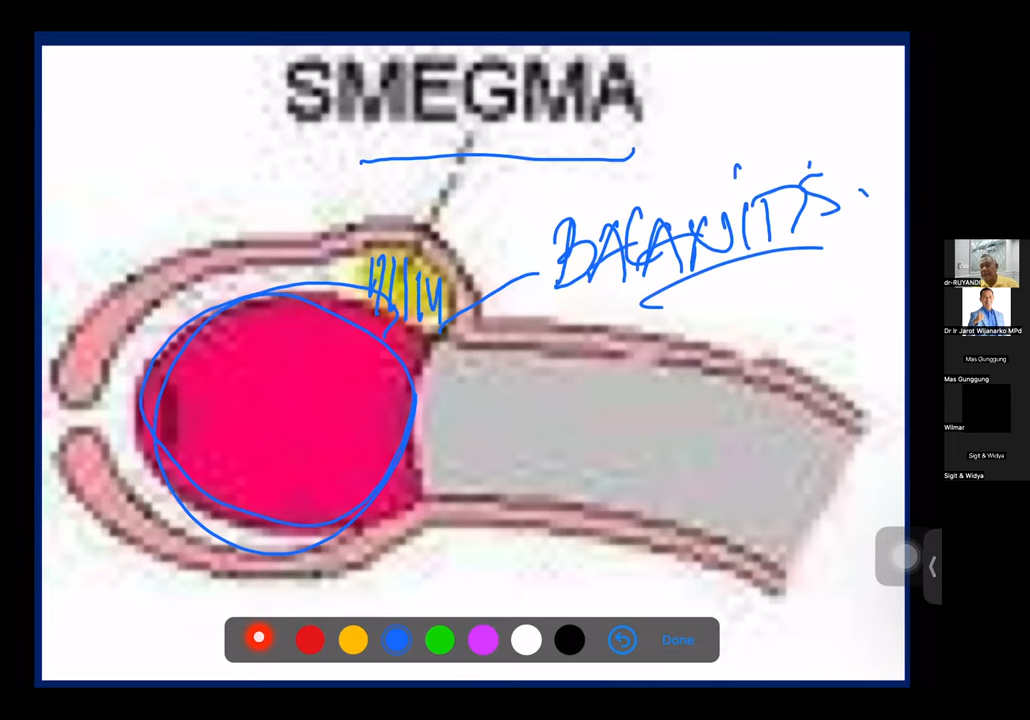 SMEGMA
BALANITIS.
dr-RUYANDI
Dr Ir Jarot Wijanarko MPd
Mas Gunggung
Mas Gunggung
Wilmar
Sigit & Widya
Sigit & Widya
Done